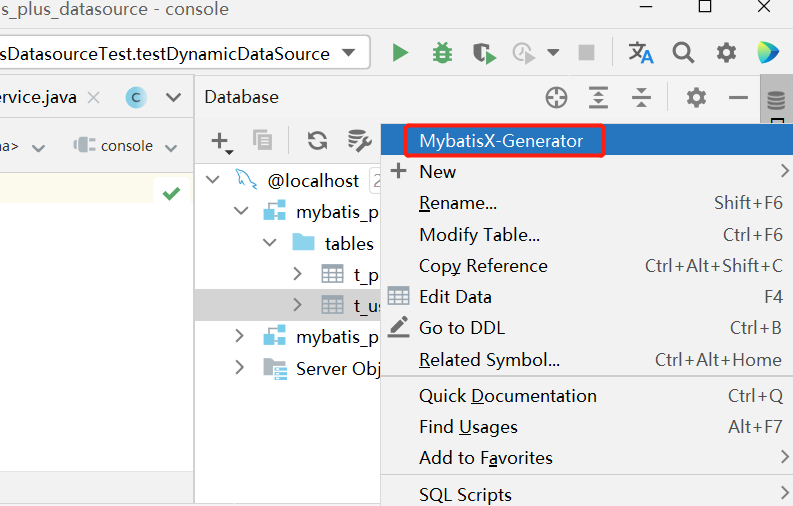 s_plus_datasource - console
sDatasourceTest.testDynamicDataSource
ervice.java
Database
a>
console
MybatisX-Generator
@localhost 2
New
mybatis_p
Rename... Shift+F6
tables
Modify Table... Ctrl+F6
t_p
Copy Reference Ctrl+Alt+Shift+C
t_us
Edit Data F4
mybatis_p
Go to DDL Ctrl+B
Server Obj
Related Symbol... Ctrl+Alt+Home
Quick Documentation Ctrl+Q
Find Usages Alt+F7
Add to Favorites
SQL Scripts